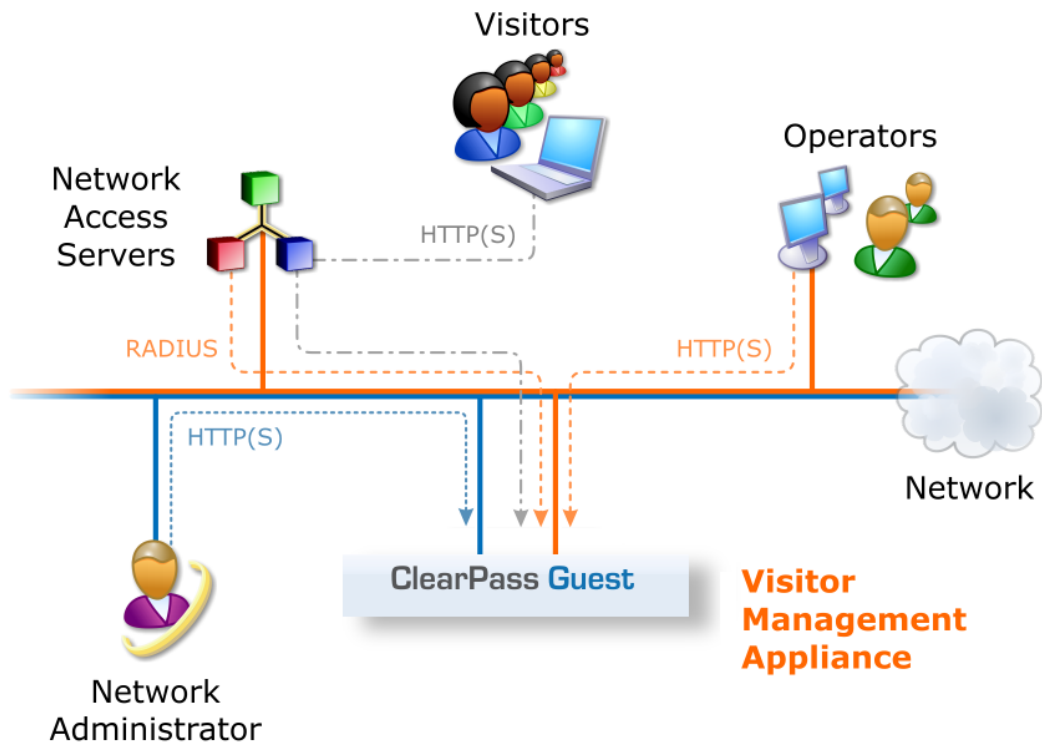 Visitors
Operators
Network
Access
Servers
HTTP(S)
RADIUS
HTTP(S)
HTTP(S)
Network
ClearPass Guest
Visitor
Management
Appliance
Network
Administrator